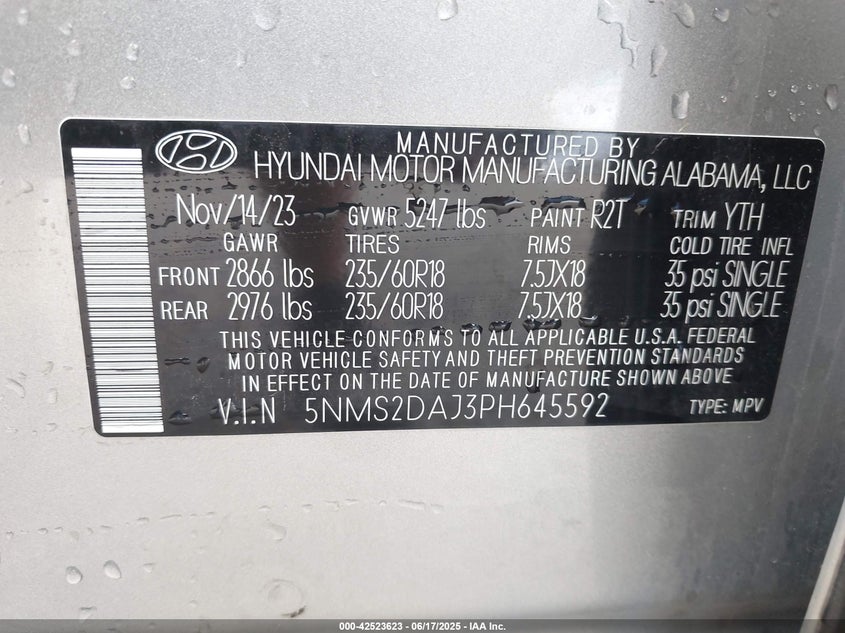 MANUFACTURED BY
HYUNDAI MOTOR MANUFACTURING ALABAMA, LLC
Nov/14/23 GVWR 5247 lbs PAINT R2T TRIM YTH
GAWR TIRES RIMS COLD TIRE INFL
FRONT 2866 lbs 235/60R18 7.5JX18 35 psi SINGLE
REAR 2976 lbs 235/60R18 7.5JX18 35 psi SINGLE
THIS VEHICLE CONFORMS TO ALL APPLICABLE U.S.A. FEDERAL
MOTOR VEHICLE SAFETY AND THEFT PREVENTION STANDARDS
IN EFFECT ON THE DATE OF MANUFACTURE SHOWN ABOVE
V.I.N 5NMS2DAJ3PH645592 TYPE: MPV
000-42523623 - 06/17/2025 - IAA Inc.